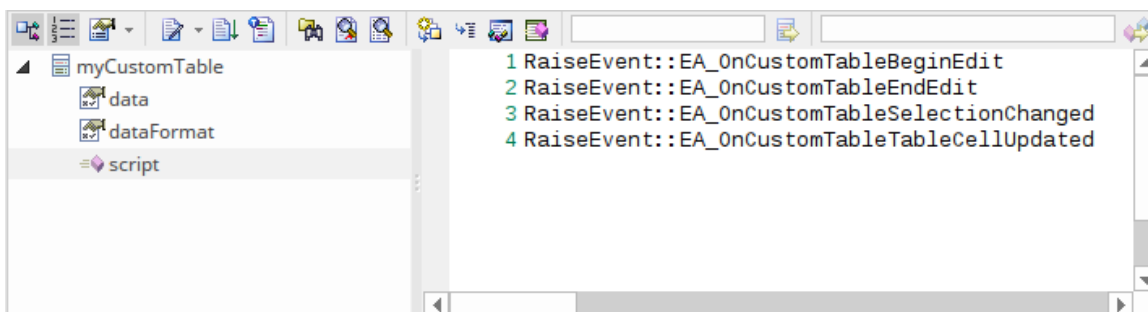 myCustomTable
data
dataFormat
script
1 RaiseEvent::EA_OnCustomTableBeginEdit
2 RaiseEvent::EA_OnCustomTableEndEdit
3 RaiseEvent::EA_OnCustomTableSelectionChanged
4 RaiseEvent::EA_OnCustomTableTableCellUpdated